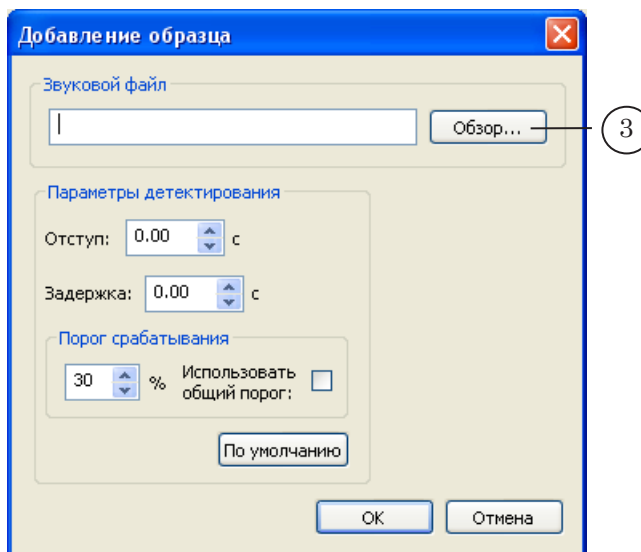 Добавление образца
Звуковой файл
Обзор...
3
Параметры детектирования
Отступ: 0.00 с
Задержка: 0.00 с
Порог срабатывания
30 % Использовать
общий порог:
По умолчанию
OK Отмена